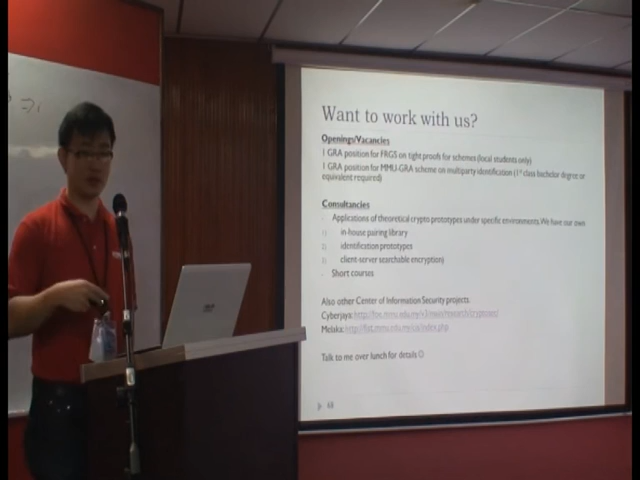 Want to work with us?
Openings/Vacancies
1 GRA position for FRGS on tight proofs for schemes (local students only)
1 GRA position for MMU-GRA scheme on multiparty identification (1st class bachelor degree or
equivalent required)
Consultancies
Applications of theoretical crypto prototypes under specific environments. We have our own
in-house pairing library
identification prototypes
client-server searchable encryption)
Short courses
Also other Center of Information Security projects:
Cyberjaya:
Melaka:
Talk to me over lunch for details ☺
48